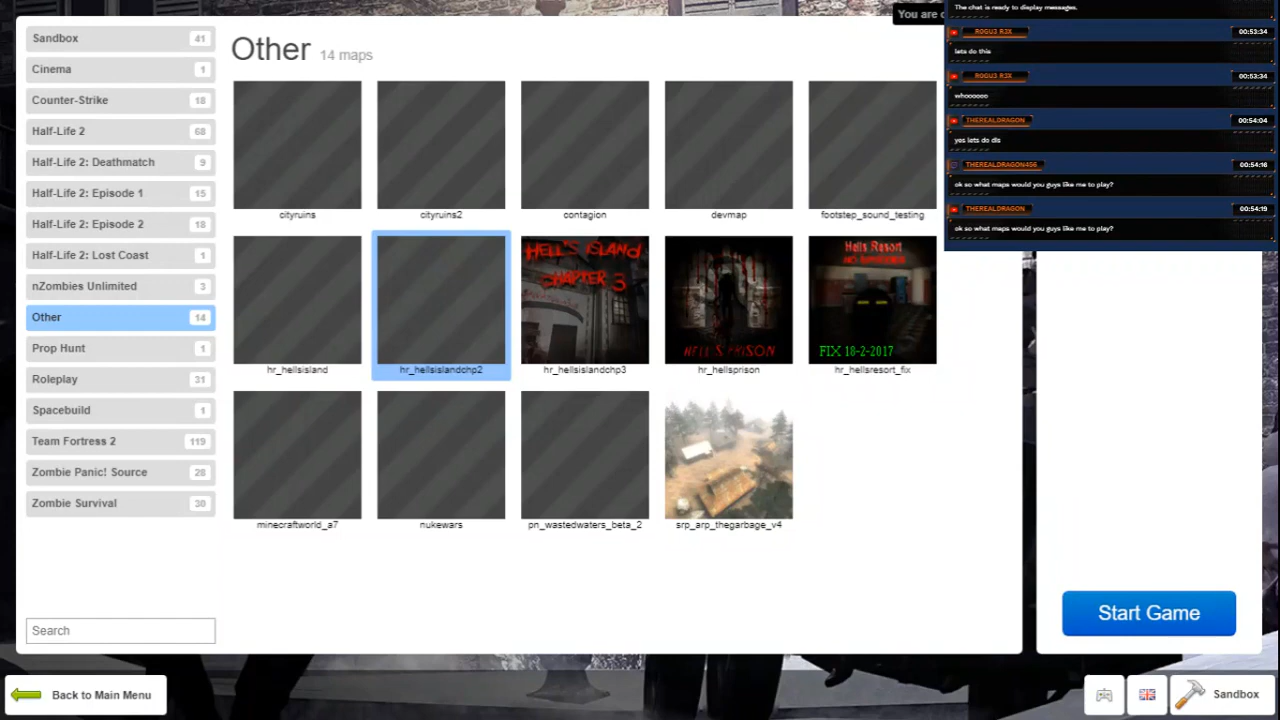 Sandbox 41
Cinema 1
Counter-Strike 18
Half-Life 2 68
Half-Life 2: Deathmatch 9
Half-Life 2: Episode 1 15
Half-Life 2: Episode 2 18
Half-Life 2: Lost Coast 1
nZombies Unlimited 3
Other 14
Prop Hunt 1
Roleplay 31
Spacebuild 1
Team Fortress 2 119
Zombie Panic! Source 28
Zombie Survival 30
Search
Other 14 maps
cityruins
cityruins2
contagion
devmap
footstep_sound_testing
hr_hellsisland
hr_hellsislandchp2
HELL'S ISLAND
CHAPTER 3
hr_hellsislandchp3
HELL'S PRISON
hr_hellsprison
Hells Resort
FIX 18-2-2017
hr_hellsresort_fix
minecraftworld_a7
nukewars
pn_wastedwaters_beta_2
srp_arp_thegarbage_v4
You are
The chat is ready to display messages.
R0GU3 R3X 00:53:34
lets do this
R0GU3 R3X 00:53:34
whoooooo
THEREALDRAGON 00:54:04
yes lets do dis
THEREALDRAGON456 00:54:16
ok so what maps would you guys like me to play?
THEREALDRAGON 00:54:19
ok so what maps would you guys like me to play?
Start Game
Back to Main Menu
Sandbox